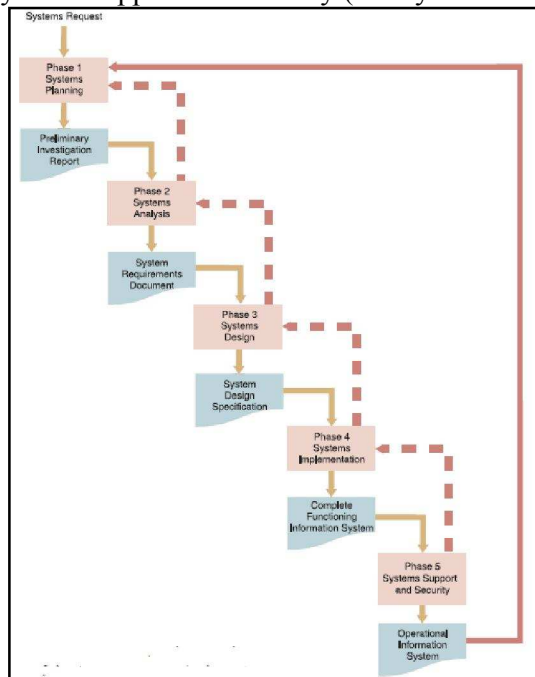 Systems Request
Phase 1
Systems
Planning
Preliminary
Investigation
Report
Phase 2
Systems
Analysis
System
Requirements
Document
Phase 3
Systems
Design
System
Design
Specification
Phase 4
Systems
Implementation
Complete
Functioning
Information System
Phase 5
Systems Support
and Security
Operational
Information
System